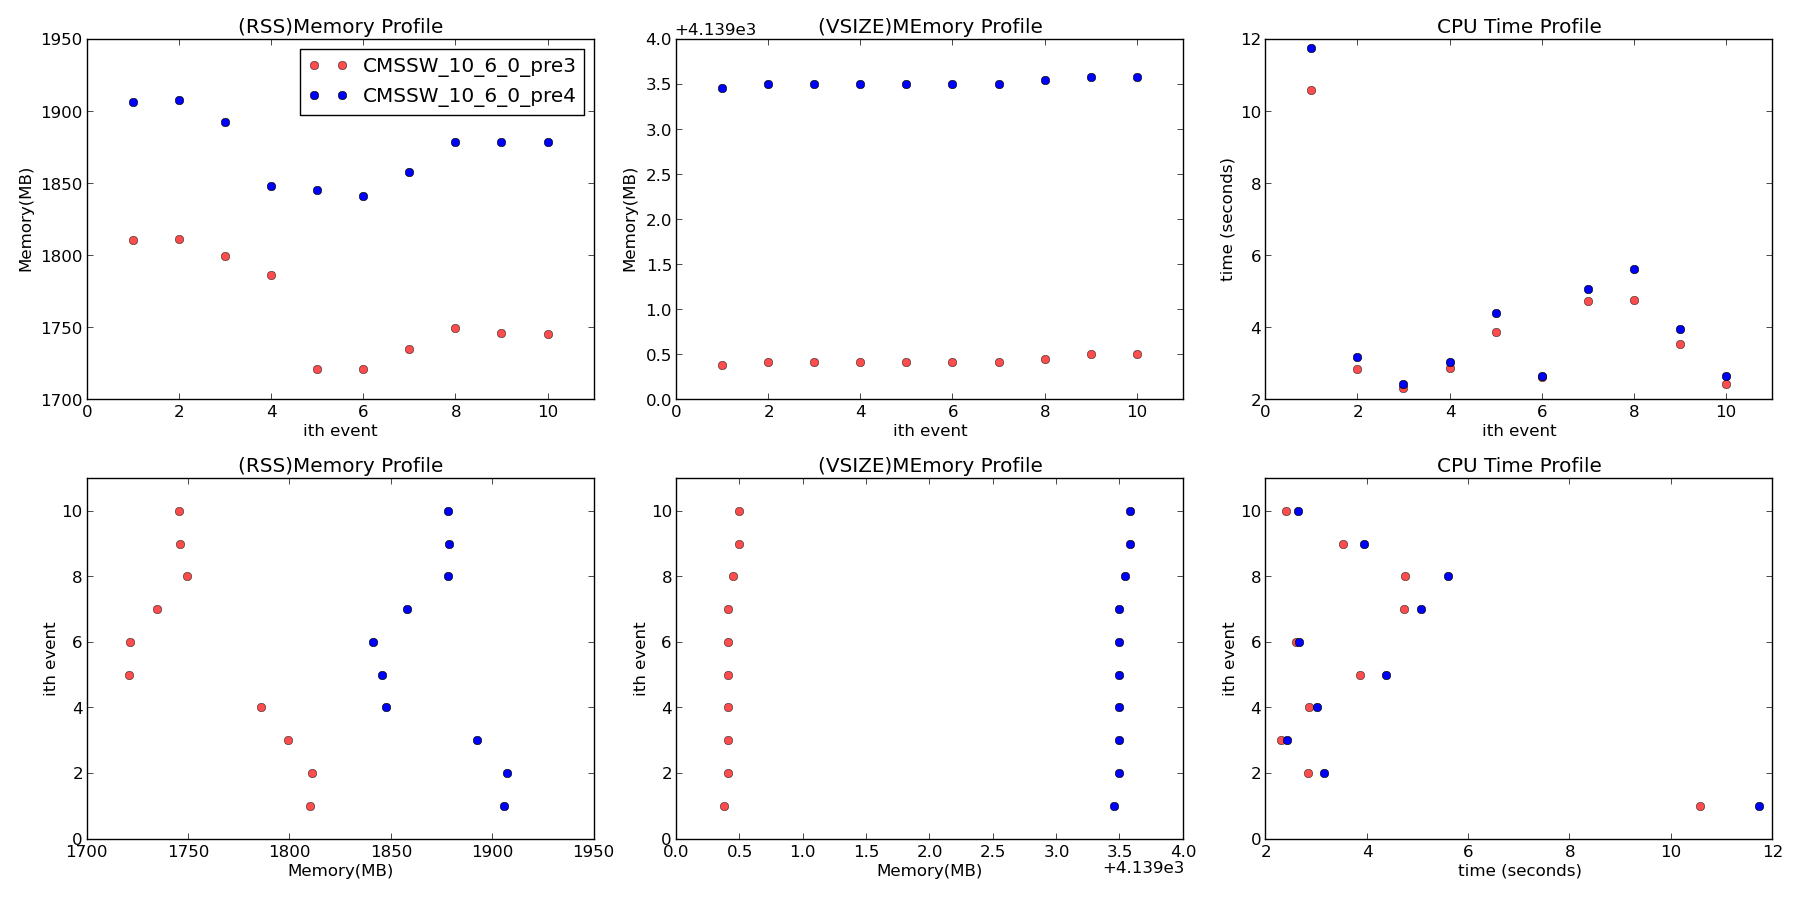 (RSS)Memory Profile
1950
1900
1850
1800
1750
1700
Memory(MB)
0 2 4 6 8 10
ith event
CMSSW_10_6_0_pre3
CMSSW_10_6_0_pre4
(VSIZE)MEmory Profile
+4.139e3
4.0
3.5
3.0
2.5
2.0
1.5
1.0
0.5
0.0
Memory(MB)
0 2 4 6 8 10
ith event
CPU Time Profile
12
10
8
6
4
2
time (seconds)
0 2 4 6 8 10
ith event
(RSS)Memory Profile
10
8
6
4
2
0
ith event
1700 1750 1800 1850 1900 1950
Memory(MB)
(VSIZE)MEmory Profile
10
8
6
4
2
0
ith event
0.0 0.5 1.0 1.5 2.0 2.5 3.0 3.5 4.0
+4.139e3
Memory(MB)
CPU Time Profile
10
8
6
4
2
0
ith event
2 4 6 8 10 12
time (seconds)